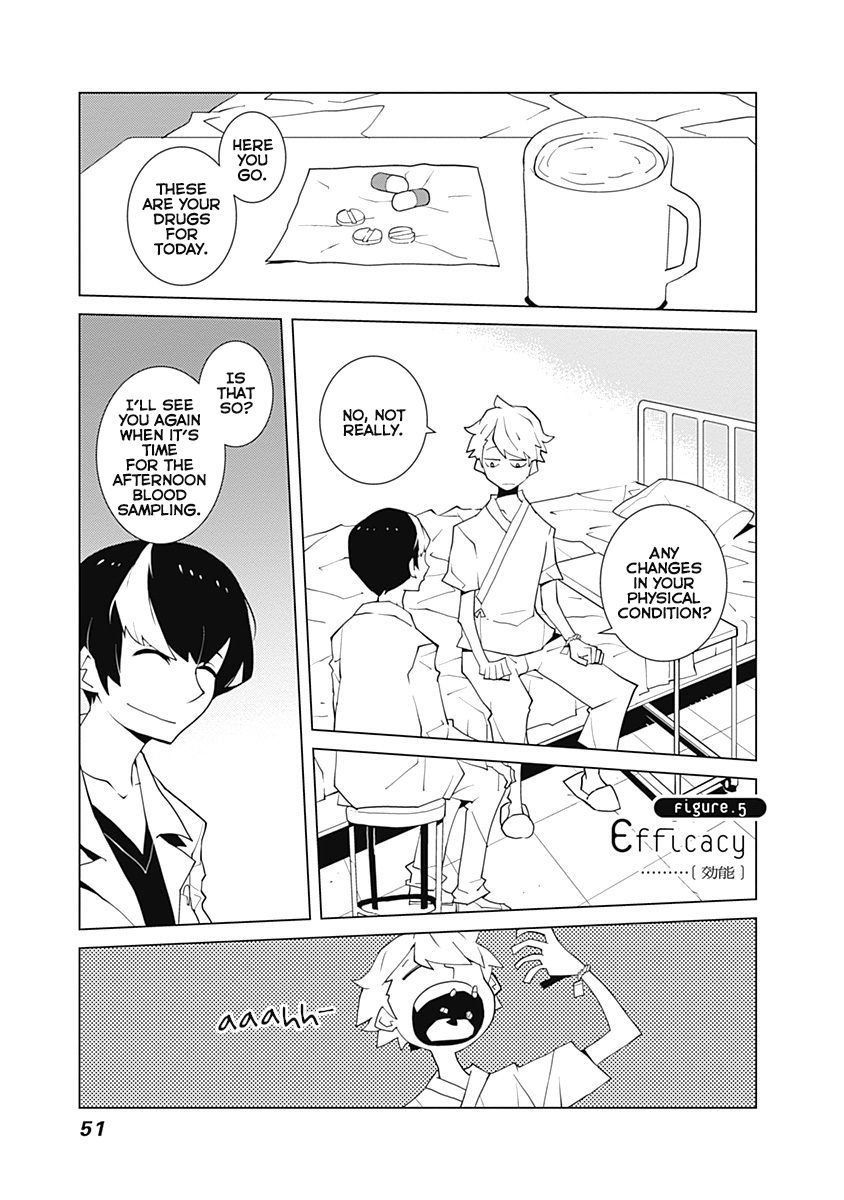 HERE
YOU
GO.
THESE
ARE YOUR
DRUGS
FOR
TODAY.
ANY
CHANGES
IN YOUR
PHYSICAL
CONDITION?
NO, NOT
REALLY.
IS
THAT
SO?
I'LL SEE
YOU AGAIN
WHEN IT'S
TIME
FOR THE
AFTERNOON
BLOOD
SAMPLING.
figure.5
Efficacy
·········[ 効能 ]
aaahh-
51